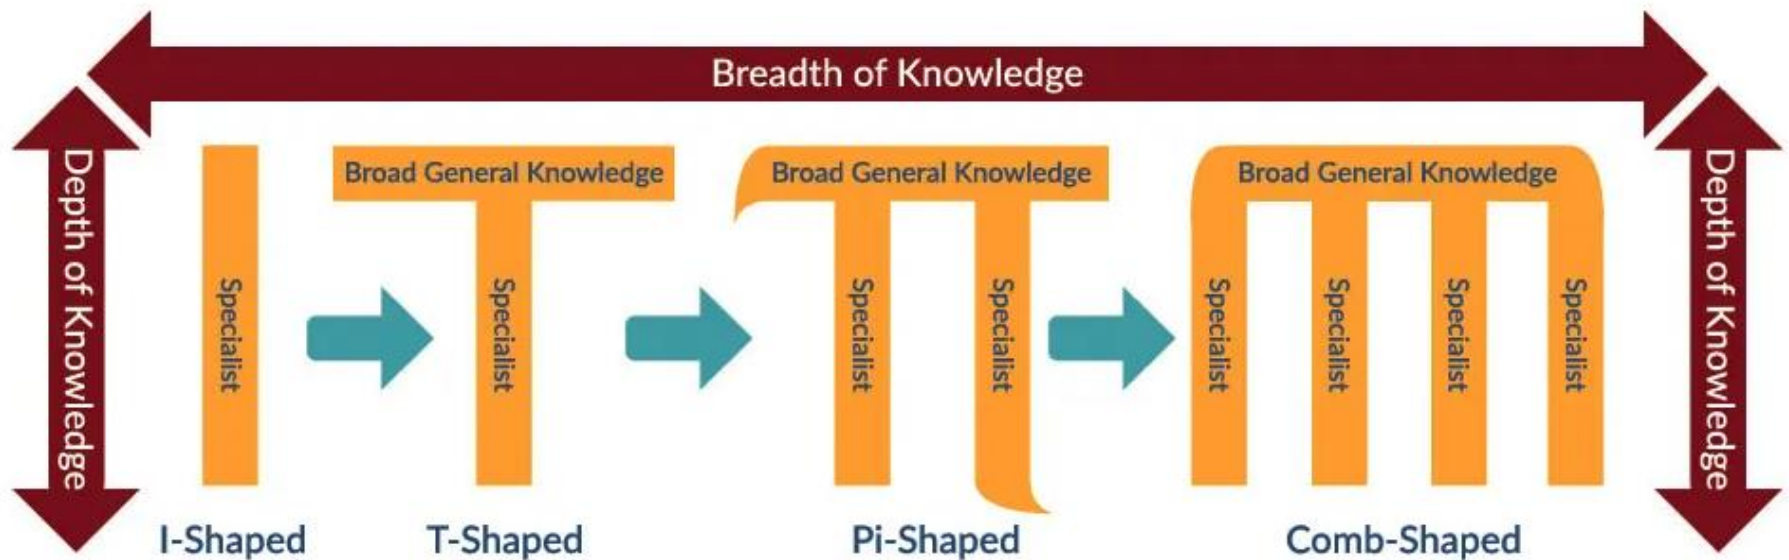 Breadth of Knowledge
Depth of Knowledge
Specialist
I-Shaped
Broad General Knowledge
Specialist
T-Shaped
Broad General Knowledge
Specialist
Specialist
Pi-Shaped
Broad General Knowledge
Specialist
Specialist
Specialist
Specialist
Comb-Shaped
Depth of Knowledge